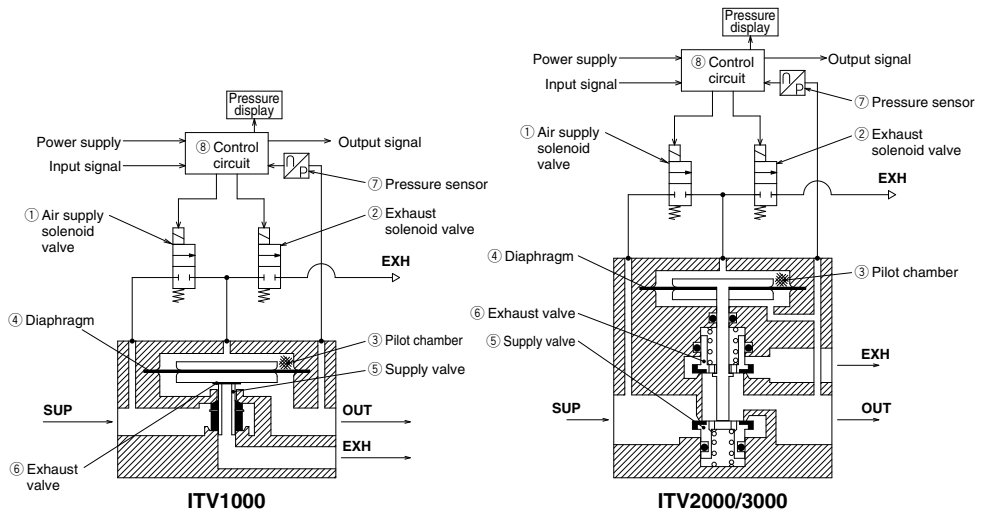 Pressure
display
Power supply
Input signal
⑧ Control
circuit
Output signal
n
P
⑦ Pressure sensor
① Air supply
solenoid
valve
② Exhaust
solenoid valve
EXH
④ Diaphragm
③ Pilot chamber
⑤ Supply valve
SUP
OUT
EXH
⑥ Exhaust
valve
ITV1000
Pressure
display
Power supply
Input signal
⑧ Control
circuit
Output signal
n
P
⑦ Pressure sensor
① Air supply
solenoid
valve
② Exhaust
solenoid valve
EXH
④ Diaphragm
③ Pilot chamber
⑥ Exhaust valve
⑤ Supply valve
EXH
SUP
OUT
ITV2000/3000